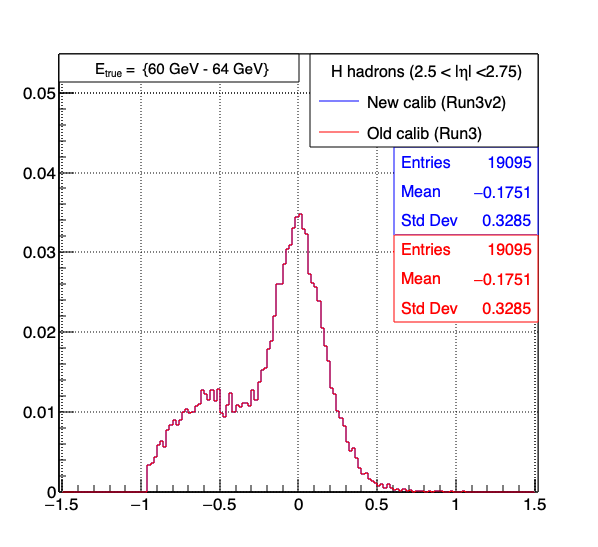 E_true = {60 GeV - 64 GeV}
H hadrons (2.5 < |η| <2.75)
New calib (Run3v2)
Old calib (Run3)
Entries 19095
Mean −0.1751
Std Dev 0.3285
Entries 19095
Mean −0.1751
Std Dev 0.3285
0.05
0.04
0.03
0.02
0.01
0
−1.5 −1 −0.5 0 0.5 1 1.5